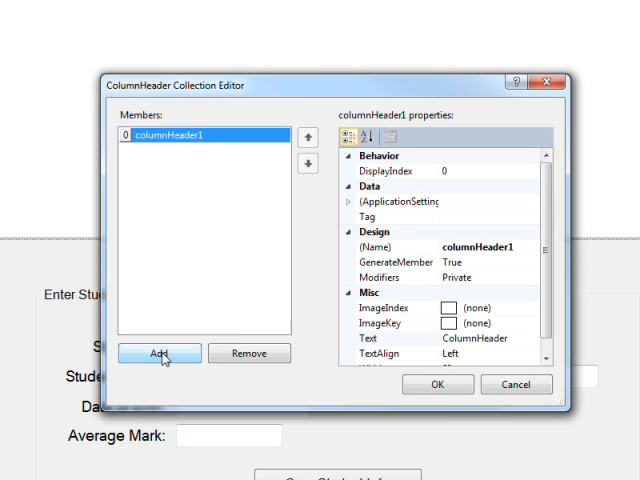 ColumnHeader Collection Editor
Members:
columnHeader1 properties:
0 columnHeader1
Behavior
DisplayIndex 0
Data
(ApplicationSetting
Tag
Design
(Name) columnHeader1
GenerateMember True
Modifiers Private
Misc
ImageIndex (none)
ImageKey (none)
Text ColumnHeader
TextAlign Left
Add Remove
OK Cancel
Enter Stu
S
Stude
Da
Average Mark: